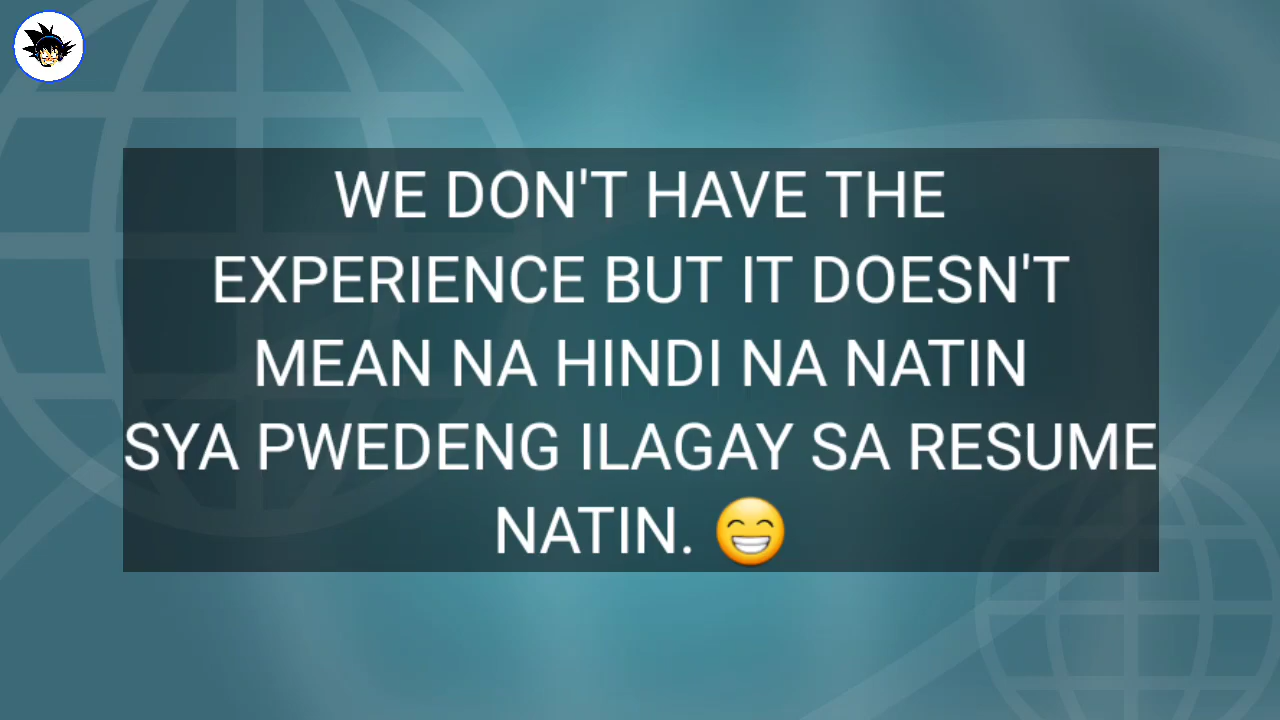 WE DON'T HAVE THE
EXPERIENCE BUT IT DOESN'T
MEAN NA HINDI NA NATIN
SYA PWEDENG ILAGAY SA RESUME
NATIN. 😁